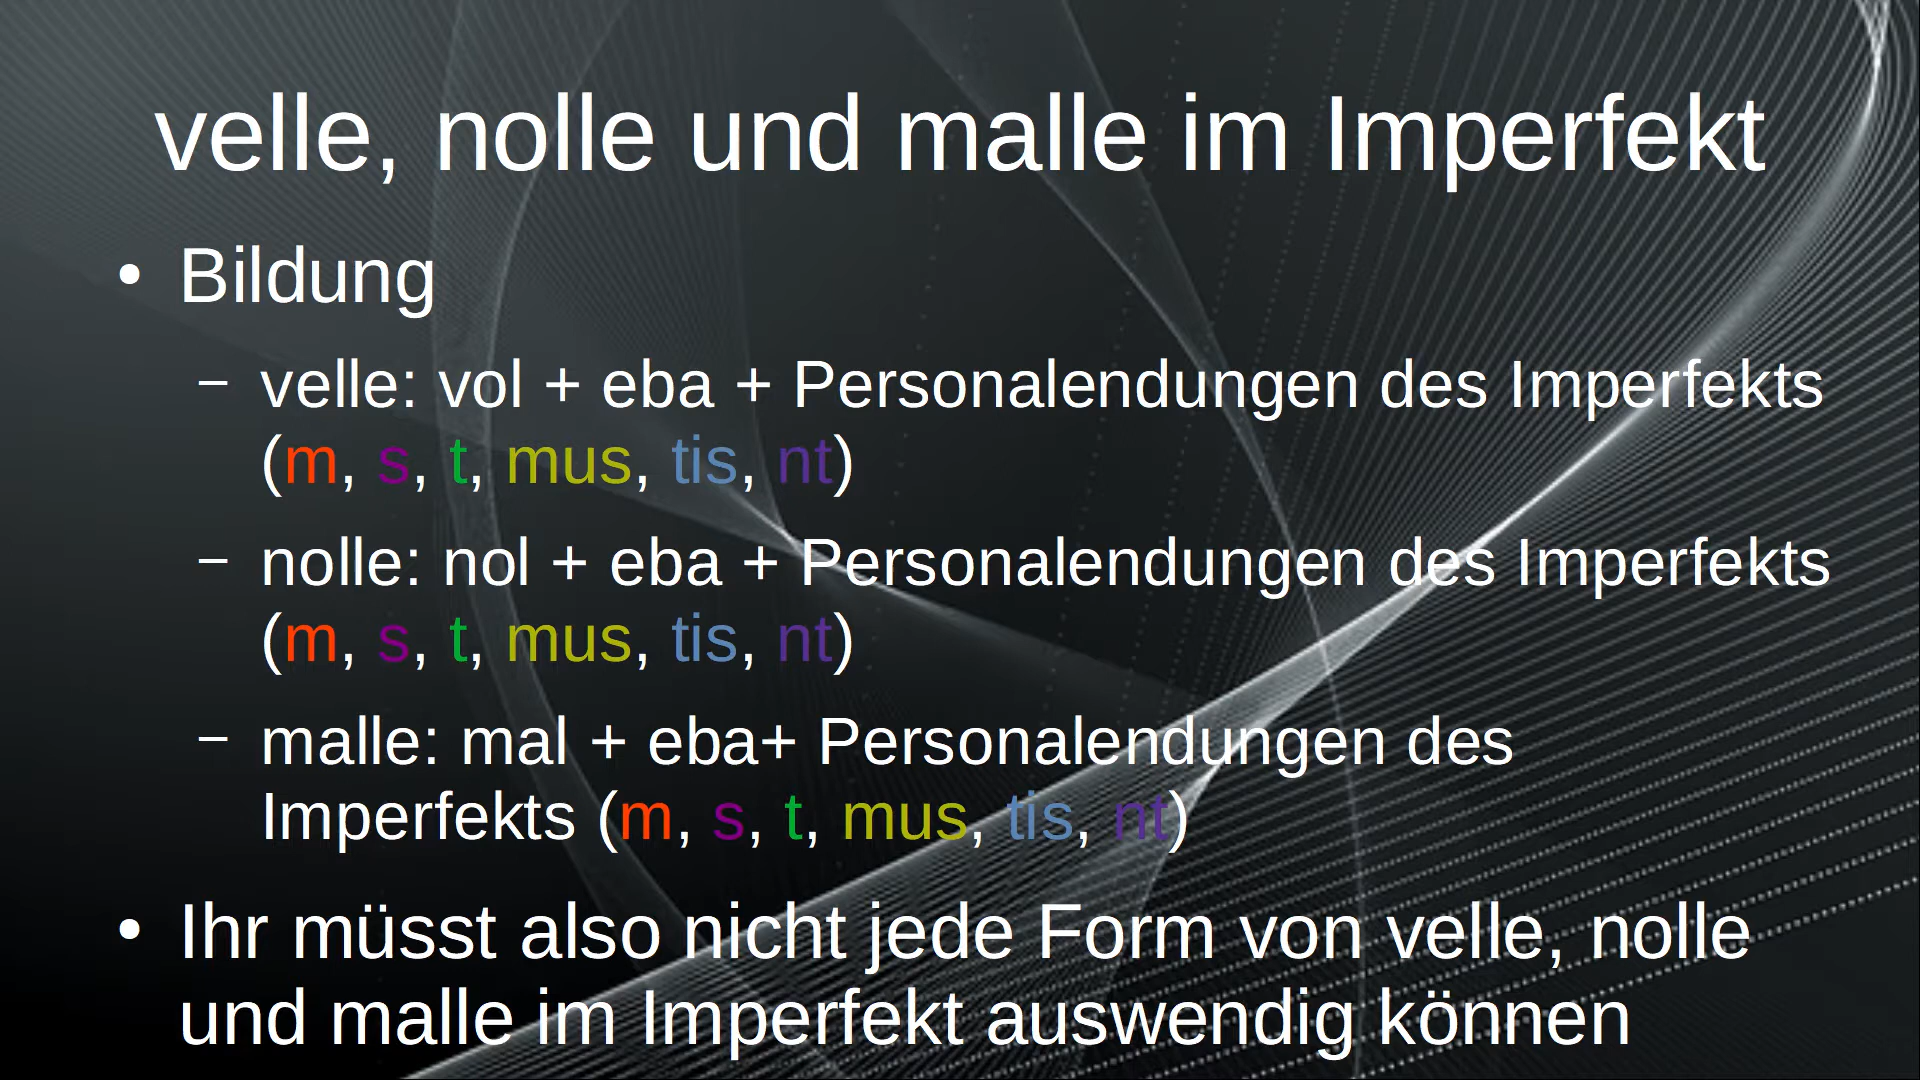 velle, nolle und malle im Imperfekt
• Bildung
– velle: vol + eba + Personalendungen des Imperfekts
(m, s, t, mus, tis, nt)
– nolle: nol + eba + Personalendungen des Imperfekts
(m, s, t, mus, tis, nt)
– malle: mal + eba+ Personalendungen des
Imperfekts (m, s, t, mus, tis, nt)
• Ihr müsst also nicht jede Form von velle, nolle
und malle im Imperfekt auswendig können